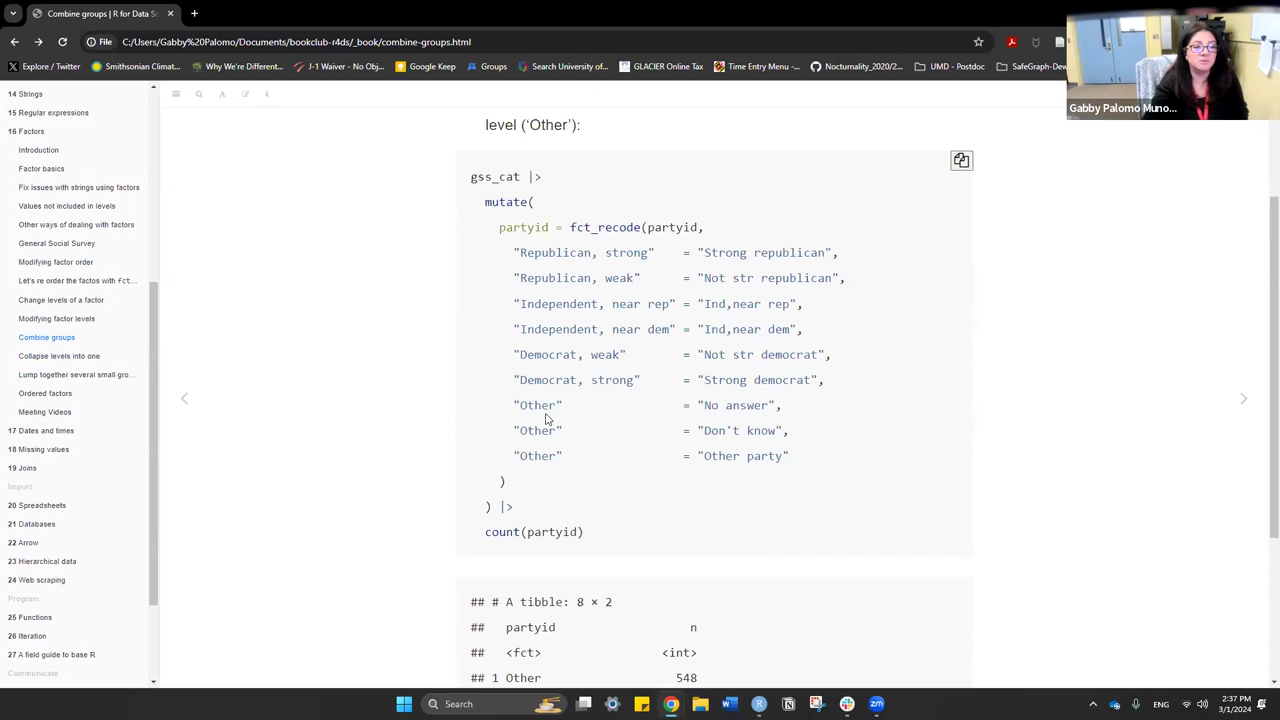 Combine groups | R for Data Sc
File C:/Users/Gabby%20Palomo/Documents/bookclub-r4ds/_book/combine-groups.html
Explore / Twitter Smithsonian Climat... Why We're Different... J-1 Waiver - No Obj... Google Keep Search University of... GLACIER Online Tes... Time Entry / Time Nocturnality_2020/2... UMD - Postdoc SafeGraph-Dew
Gabby Palomo Muno...
14 Strings
15 Regular expressions
16 Factors
Introduction
Factor basics
Fix issues with strings using factors
Values not included in levels
Other ways of dealing with factors
General Social Survey
Modifying factor order
Let's re order the factos with fct...
Change levels of a factor
Modifying factor levels
Combine groups
Collapse levels into one
Lump together several small gro...
Ordered factors
Meeting Videos
17 Dates and times
18 Missing values
19 Joins
Import
20 Spreadsheets
21 Databases
22 Arrow
23 Hierarchical data
24 Web scraping
Program
25 Functions
26 Iteration
27 A field guide to base R
Communicate
level ('Other'):
gss_cat |>
mutate(
partyid = fct_recode(partyid,
"Republican, strong" = "Strong republican",
"Republican, weak" = "Not str republican",
"Independent, near rep" = "Ind,near rep",
"Independent, near dem" = "Ind,near dem",
"Democrat, weak" = "Not str democrat",
"Democrat, strong" = "Strong democrat",
"Other" = "No answer",
"Other" = "Don't know",
"Other" = "Other party"
)
) |>
count(partyid)
## # A tibble: 8 × 2
## partyid n
## <fct> <int>
## 1 Other 548
Search
ENG
2:37 PM
3/1/2024